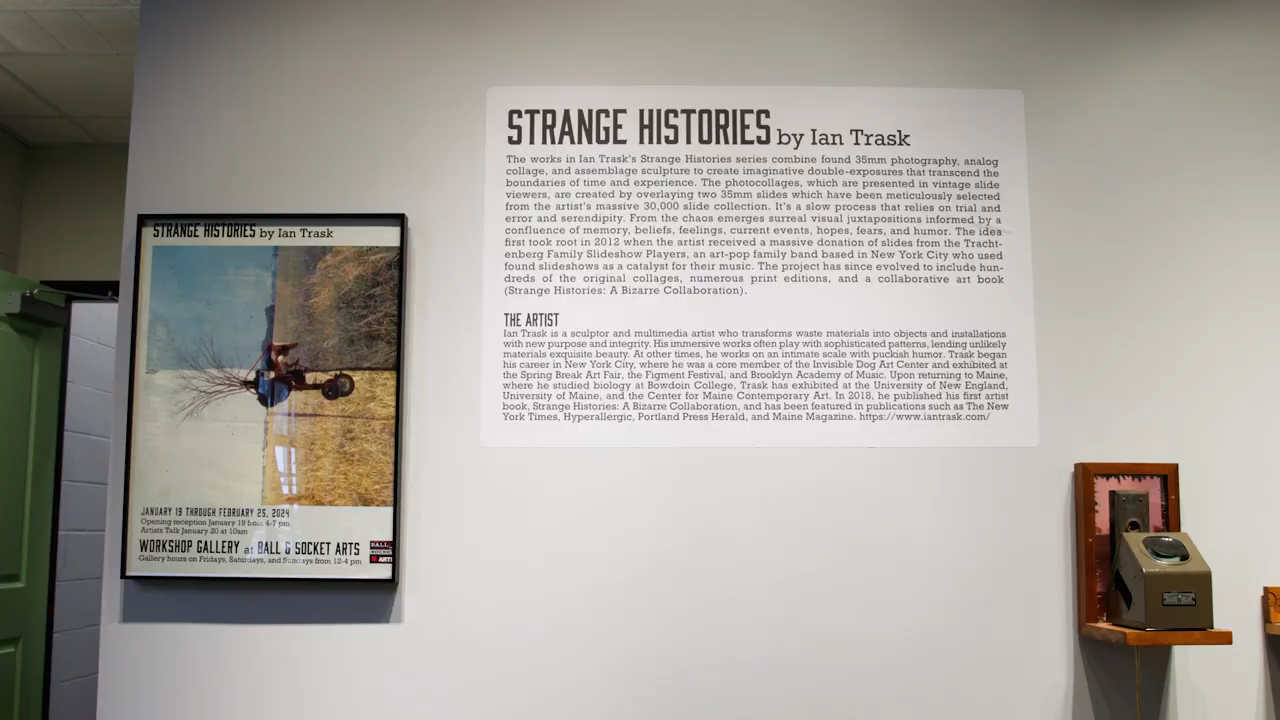 STRANGE HISTORIES by Ian Trask
JANUARY 19 THROUGH FEBRUARY 25, 2024
Opening reception January 19 from 4-7 pm
Artists Talk January 20 at 10am
WORKSHOP GALLERY at BALL & SOCKET ARTS
Gallery hours on Fridays, Saturdays, and Sundays from 12-4 pm
BALL &
SOCKET
ARTS
STRANGE HISTORIES by Ian Trask
The works in Ian Trask's Strange Histories series combine found 35mm photography, analog
collage, and assemblage sculpture to create imaginative double-exposures that transcend the
boundaries of time and experience. The photocollages, which are presented in vintage slide
viewers, are created by overlaying two 35mm slides which have been meticulously selected
from the artist's massive 30,000 slide collection. It's a slow process that relies on trial and
error and serendipity. From the chaos emerges surreal visual juxtapositions informed by a
confluence of memory, beliefs, feelings, current events, hopes, fears, and humor. The idea
first took root in 2012 when the artist received a massive donation of slides from the Tracht-
enberg Family Slideshow Players, an art-pop family band based in New York City who used
found slideshows as a catalyst for their music. The project has since evolved to include hun-
dreds of the original collages, numerous print editions, and a collaborative art book
(Strange Histories: A Bizarre Collaboration).
THE ARTIST
Ian Trask is a sculptor and multimedia artist who transforms waste materials into objects and installations
with new purpose and integrity. His immersive works often play with sophisticated patterns, lending unlikely
materials exquisite beauty. At other times, he works on an intimate scale with puckish humor. Trask began
his career in New York City, where he was a core member of the Invisible Dog Art Center and exhibited at
the Spring Break Art Fair, the Figment Festival, and Brooklyn Academy of Music. Upon returning to Maine,
where he studied biology at Bowdoin College, Trask has exhibited at the University of New England,
University of Maine, and the Center for Maine Contemporary Art. In 2018, he published his first artist
book, Strange Histories: A Bizarre Collaboration, and has been featured in publications such as The New
York Times, Hyperallergic, Portland Press Herald, and Maine Magazine. https://www.iantrask.com/